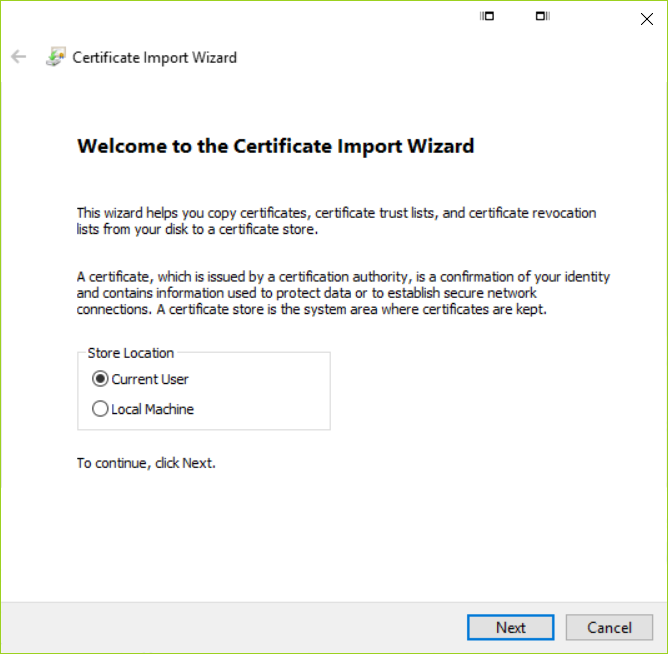 Certificate Import Wizard
Welcome to the Certificate Import Wizard
This wizard helps you copy certificates, certificate trust lists, and certificate revocation
lists from your disk to a certificate store.
A certificate, which is issued by a certification authority, is a confirmation of your identity
and contains information used to protect data or to establish secure network
connections. A certificate store is the system area where certificates are kept.
Store Location
Current User
Local Machine
To continue, click Next.
Next
Cancel